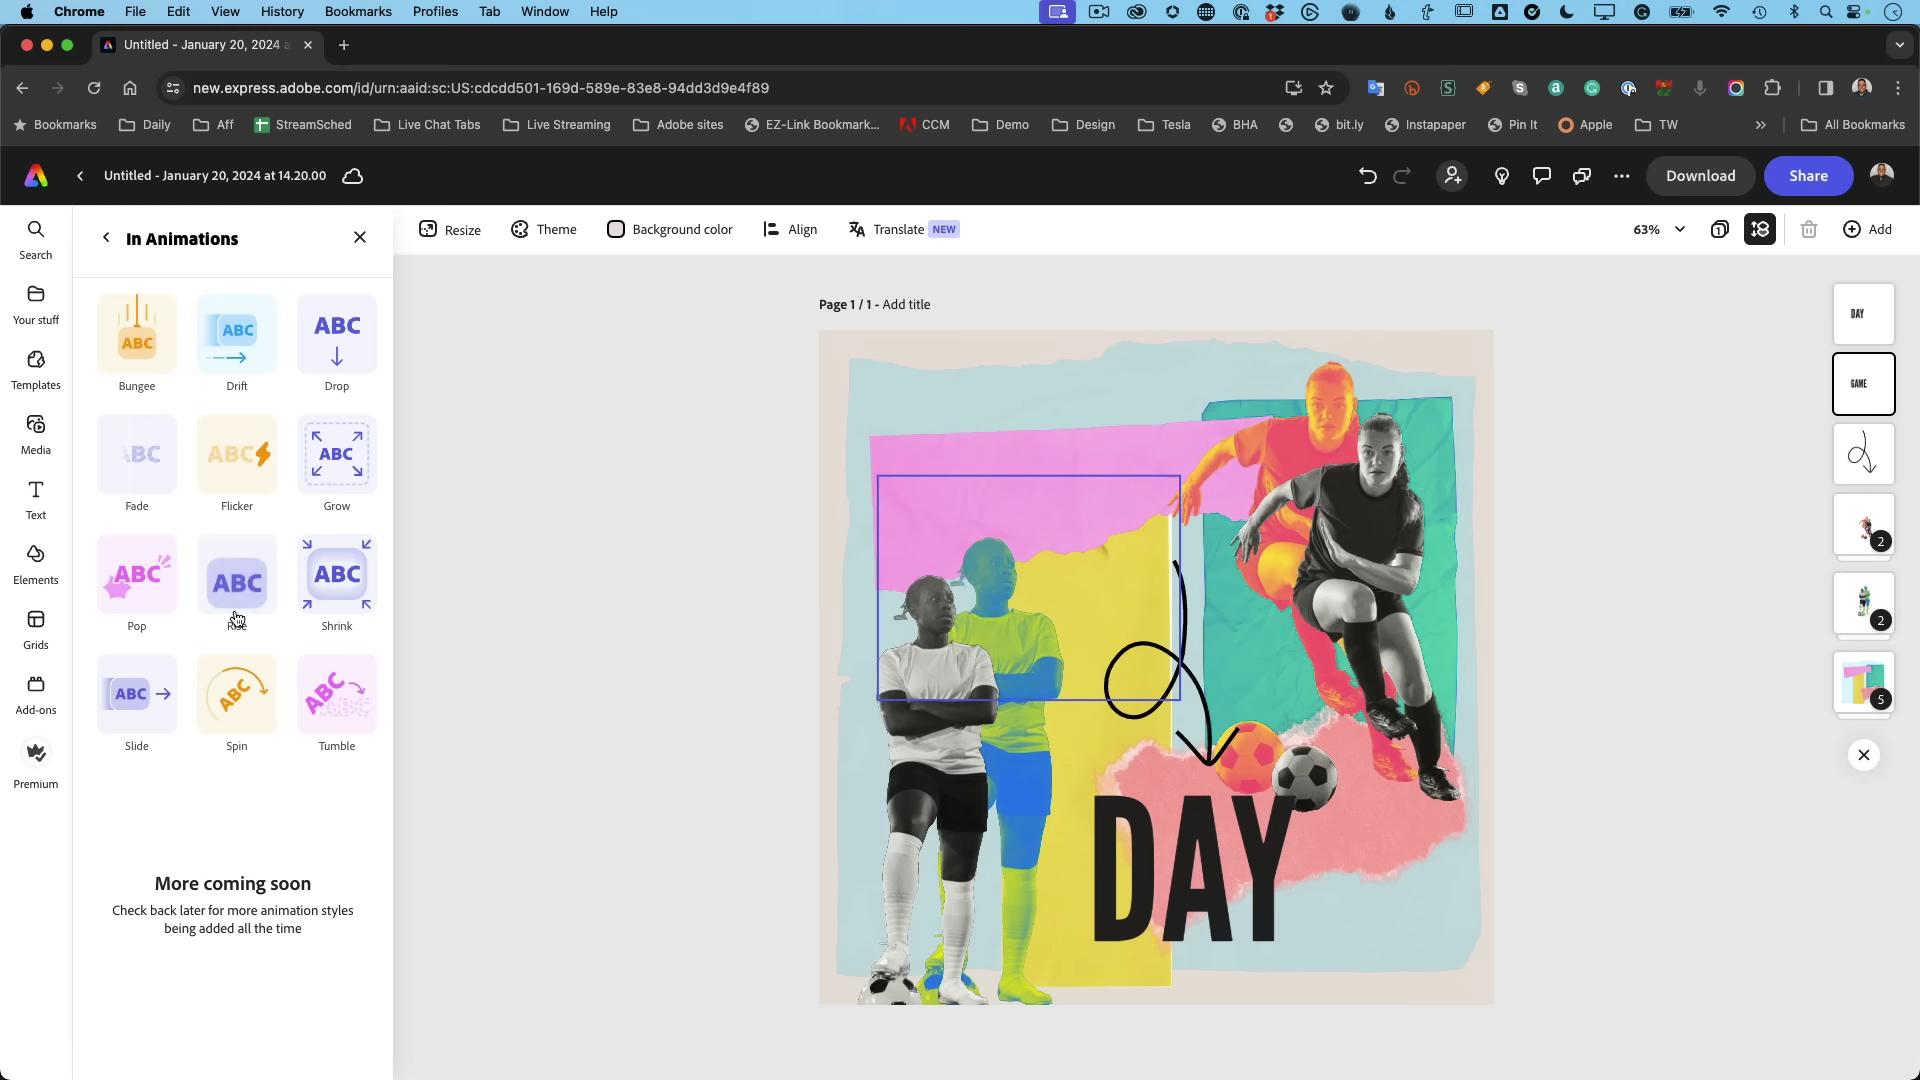 Chrome File Edit View History Bookmarks Profiles Tab Window Help
Untitled - January 20, 2024 a
new.express.adobe.com/id/urn:aaid:sc:US:cdcdd501-169d-589e-83e8-94dd3d9e4f89
Bookmarks Daily Aff StreamSched Live Chat Tabs Live Streaming Adobe sites EZ-Link Bookmark... CCM Demo Design Tesla BHA bit.ly Instapaper Pin It Apple TW » All Bookmarks
Untitled - January 20, 2024 at 14.20.00 Download Share
Search
Your stuff
Templates
Media
Text
Elements
Grids
Add-ons
Premium
In Animations
ABC ABC ABC
Bungee Drift Drop
ABC ABC ABC
Fade Flicker Grow
ABC ABC ABC
Pop Rise Shrink
ABC ABC ABC
Slide Spin Tumble
More coming soon
Check back later for more animation styles
being added all the time
Resize Theme Background color Align Translate NEW 63% 1 Add
Page 1 / 1 - Add title
DAY
DAY
GAME
2
2
5